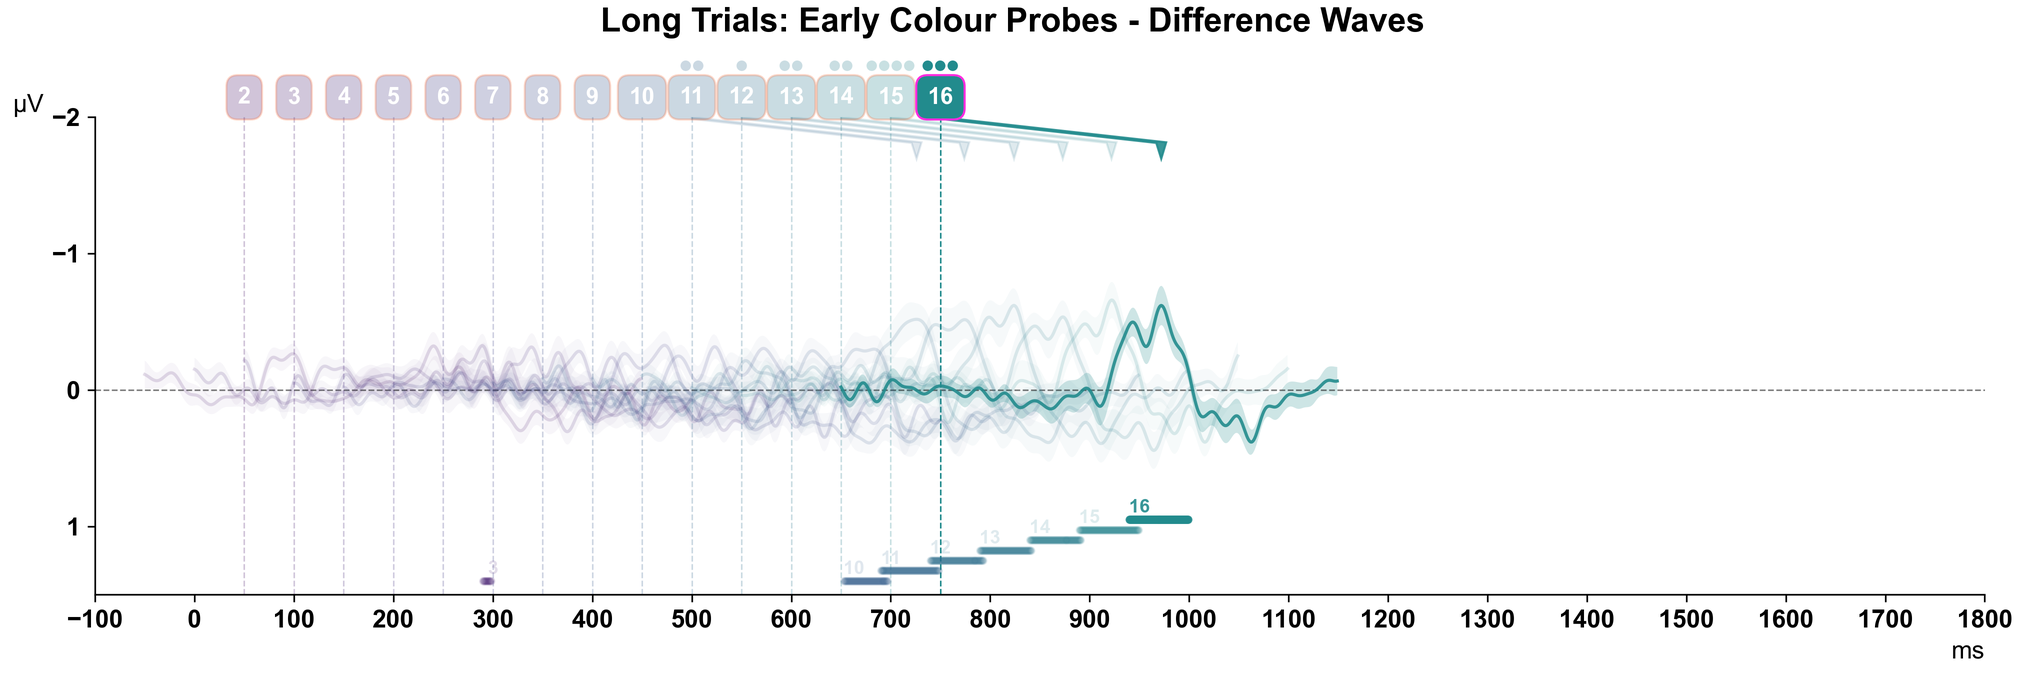 Long Trials: Early Colour Probes - Difference Waves
2 3 4 5 6 7 8 9 10 11 12 13 14 15 16
µV
−2
−1
0
1
16
15
14
13
12
11
10
3
−100 0 100 200 300 400 500 600 700 800 900 1000 1100 1200 1300 1400 1500 1600 1700 1800
ms